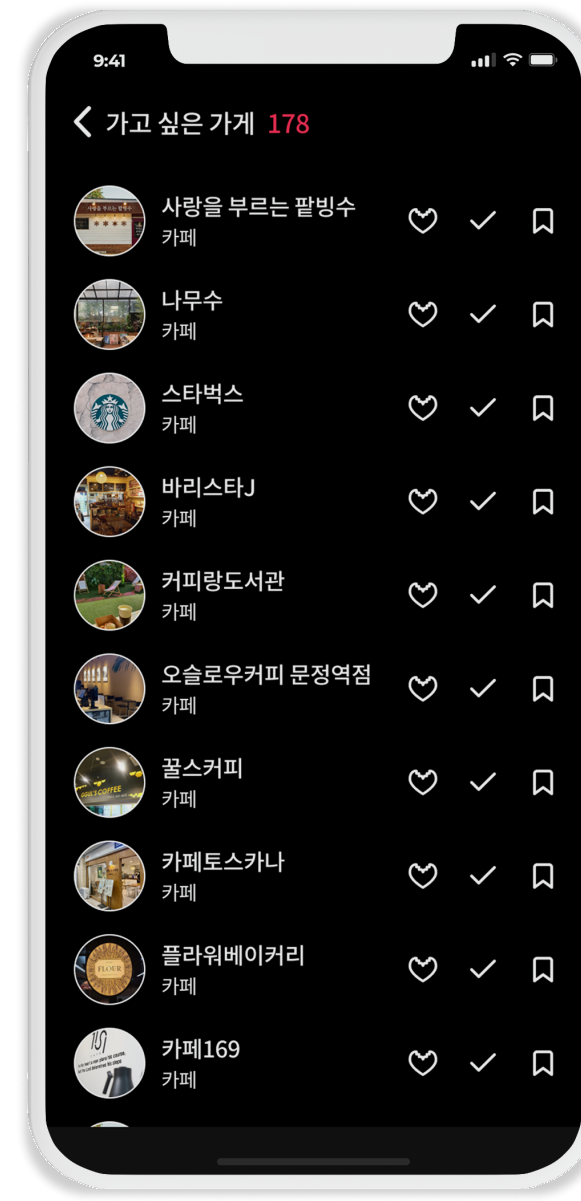 9:41
가고 싶은 가게 178
사랑을 부르는 팥빙수
카페
나무수
카페
스타벅스
카페
바리스타J
카페
커피랑도서관
카페
오슬로우커피 문정역점
카페
꿀스커피
카페
GGUL'S COFFEE
카페토스카나
카페
플라워베이커리
카페
FLOUR
카페169
카페